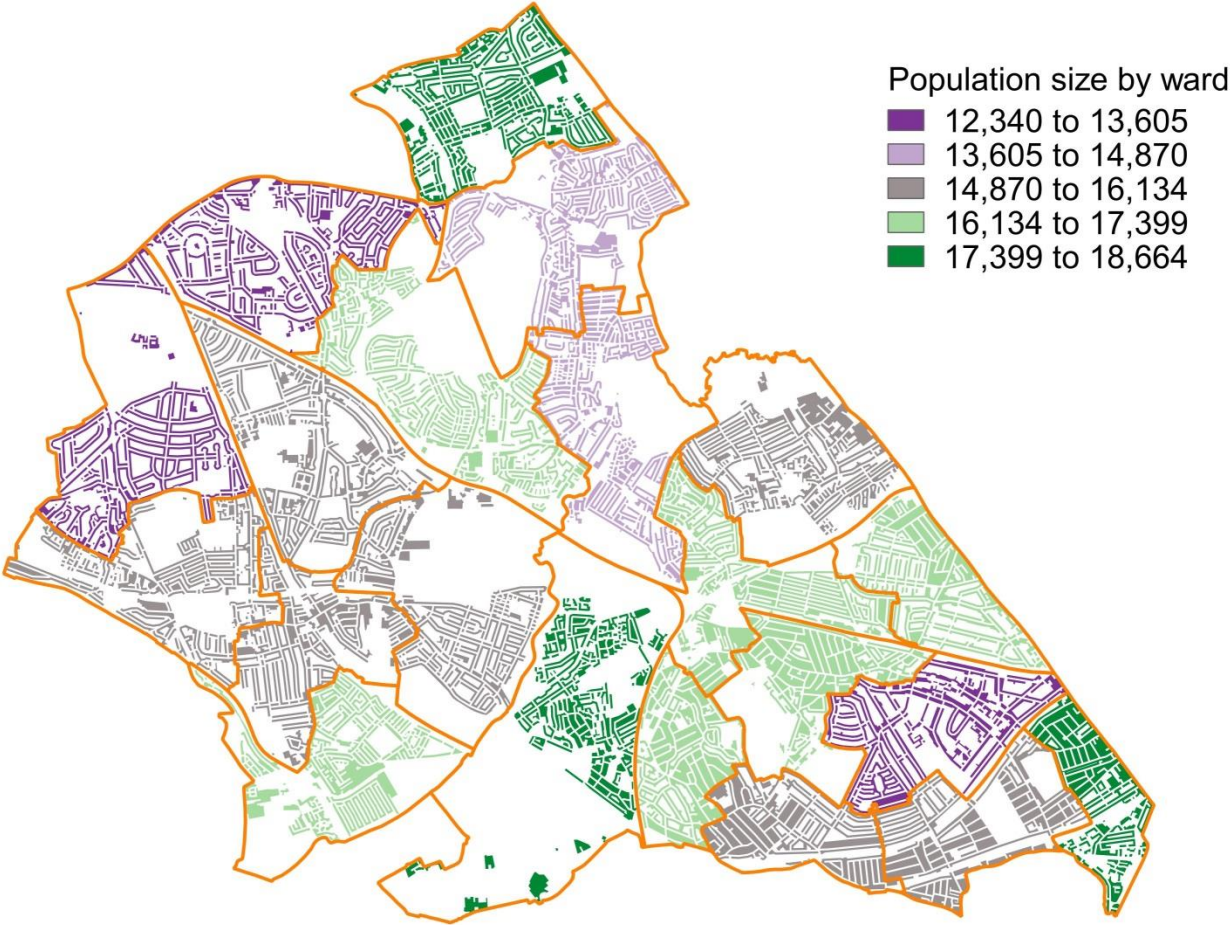 Population size by ward
12,340 to 13,605
13,605 to 14,870
14,870 to 16,134
16,134 to 17,399
17,399 to 18,664